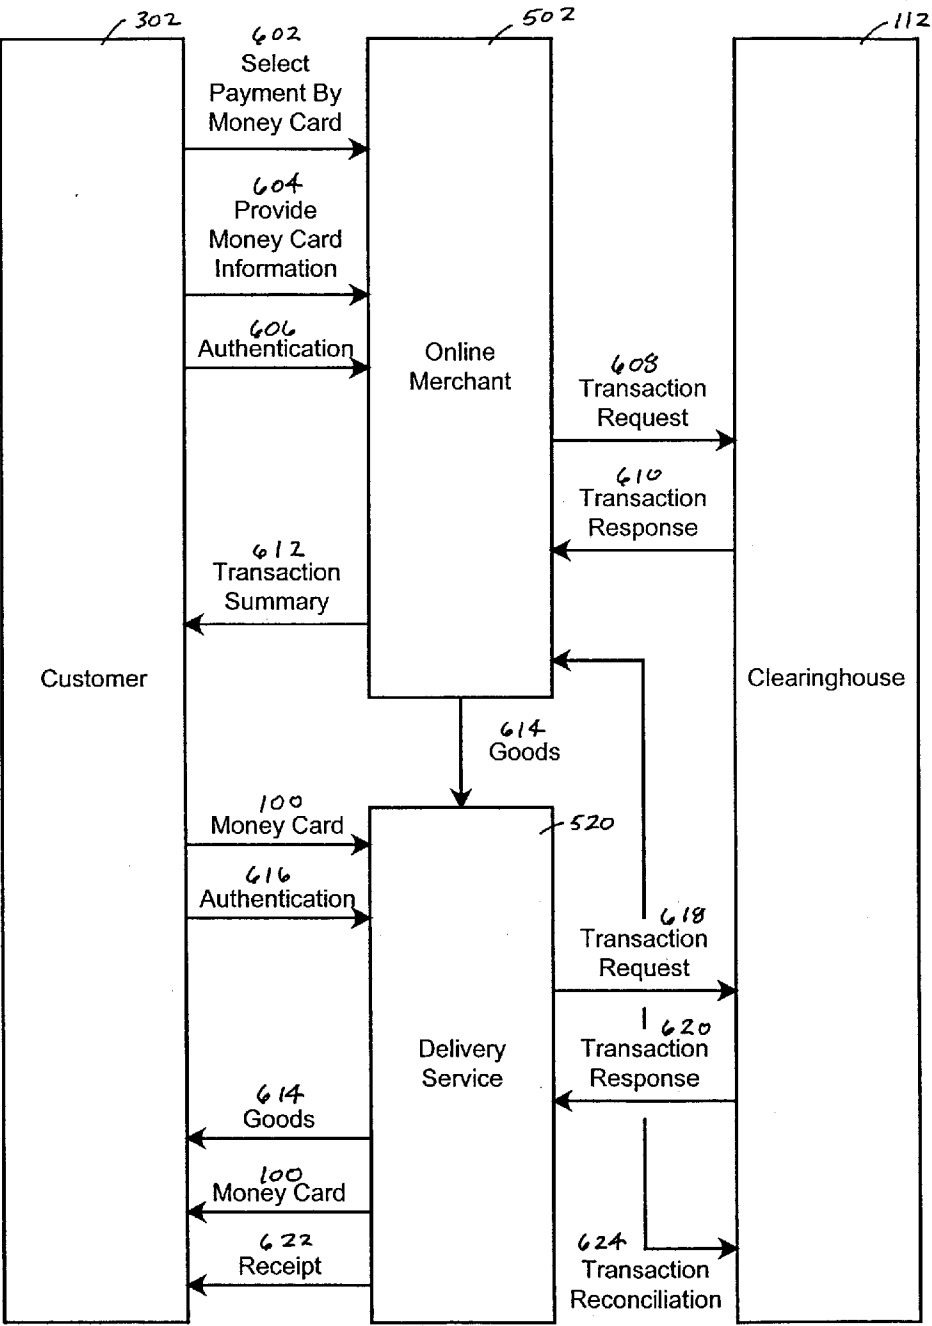 302
502
112
602
Select
Payment By
Money Card
604
Provide
Money Card
Information
606
Authentication
Online
Merchant
608
Transaction
Request
610
Transaction
Response
612
Transaction
Summary
Customer
Clearinghouse
614
Goods
100
Money Card
520
616
Authentication
618
Transaction
Request
620
Transaction
Response
Delivery
Service
614
Goods
100
Money Card
622
Receipt
624
Transaction
Reconciliation